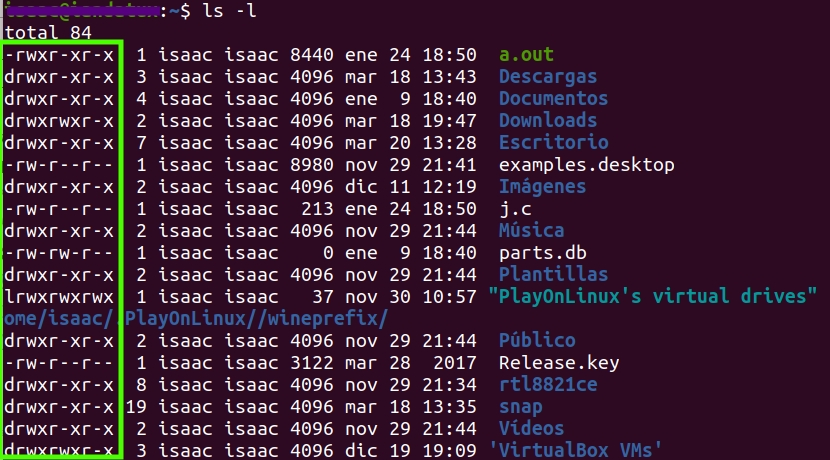 :~$ ls -l
total 84
-rwxr-xr-x 1 isaac isaac 8440 ene 24 18:50 a.out
drwxr-xr-x 3 isaac isaac 4096 mar 18 13:43 Descargas
drwxr-xr-x 4 isaac isaac 4096 ene 9 18:40 Documentos
drwxrwxr-x 2 isaac isaac 4096 mar 18 19:47 Downloads
drwxr-xr-x 7 isaac isaac 4096 mar 20 13:28 Escritorio
-rw-r--r-- 1 isaac isaac 8980 nov 29 21:41 examples.desktop
drwxr-xr-x 2 isaac isaac 4096 dic 11 12:19 Imágenes
-rw-r--r-- 1 isaac isaac 213 ene 24 18:50 j.c
drwxr-xr-x 2 isaac isaac 4096 nov 29 21:44 Música
-rw-rw-r-- 1 isaac isaac 0 ene 9 18:40 parts.db
drwxr-xr-x 2 isaac isaac 4096 nov 29 21:44 Plantillas
lrwxrwxrwx 1 isaac isaac 37 nov 30 10:57 "PlayOnLinux's virtual drives"
ome/isaac/.PlayOnLinux//wineprefix/
drwxr-xr-x 2 isaac isaac 4096 nov 29 21:44 Público
-rw-r--r-- 1 isaac isaac 3122 mar 28 2017 Release.key
drwxr-xr-x 8 isaac isaac 4096 nov 29 21:34 rtl8821ce
drwxr-xr-x 19 isaac isaac 4096 mar 18 13:35 snap
drwxr-xr-x 2 isaac isaac 4096 nov 29 21:44 Vídeos
drwxrwxr-x 3 isaac isaac 4096 dic 19 19:09 'VirtualBox VMs'